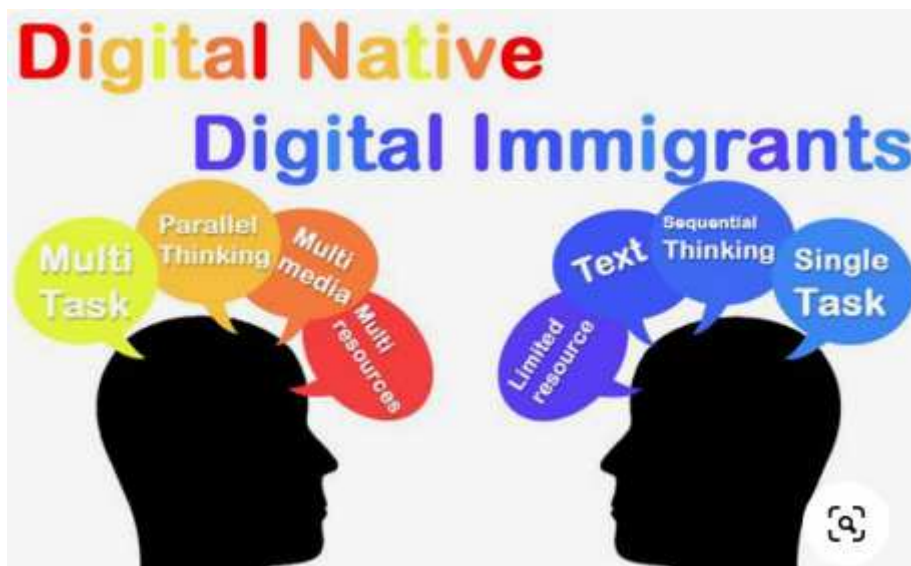 Digital Native
Digital Immigrants
Multi
Task
Parallel
Thinking
Multi
media
Multi
resources
Limited
resource
Text
Sequential
Thinking
Single
Task